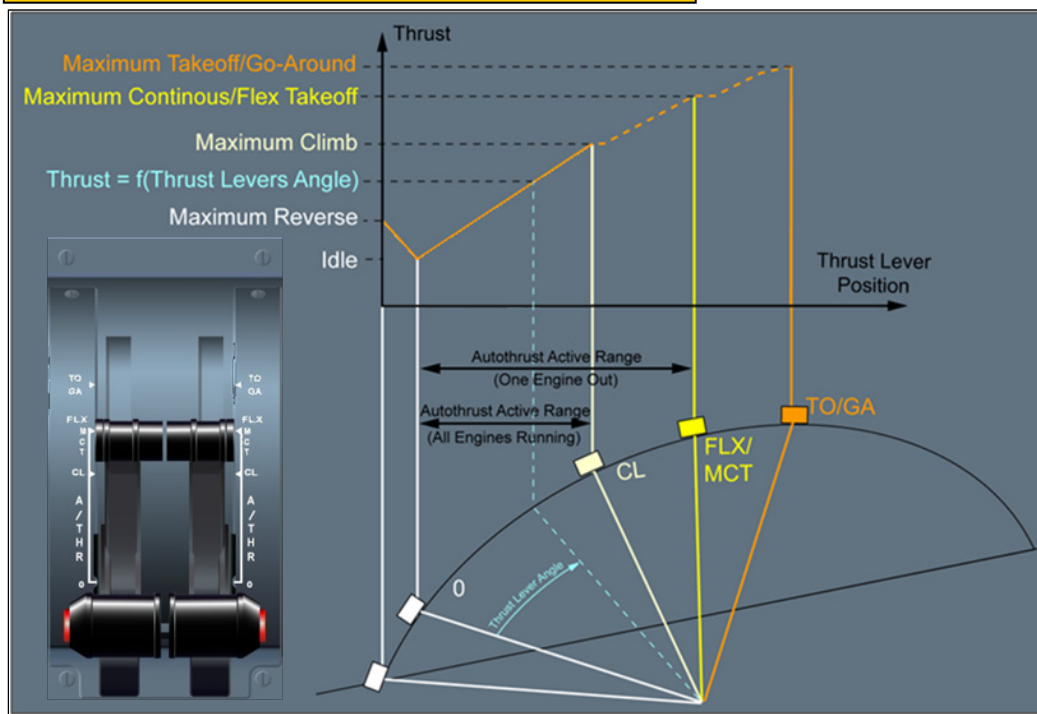 Thrust
Maximum Takeoff/Go-Around
Maximum Continous/Flex Takeoff
Maximum Climb
Thrust = f(Thrust Levers Angle)
Maximum Reverse
Idle
Thrust Lever
Position
Autothrust Active Range
(One Engine Out)
Autothrust Active Range
(All Engines Running)
TO/GA
FLX/
MCT
CL
0
Thrust Lever Angle
TO
GA
FLX
M
C
T
CL
A
/
T
H
R
0
TO
GA
FLX
M
C
T
CL
A
/
T
H
R
0